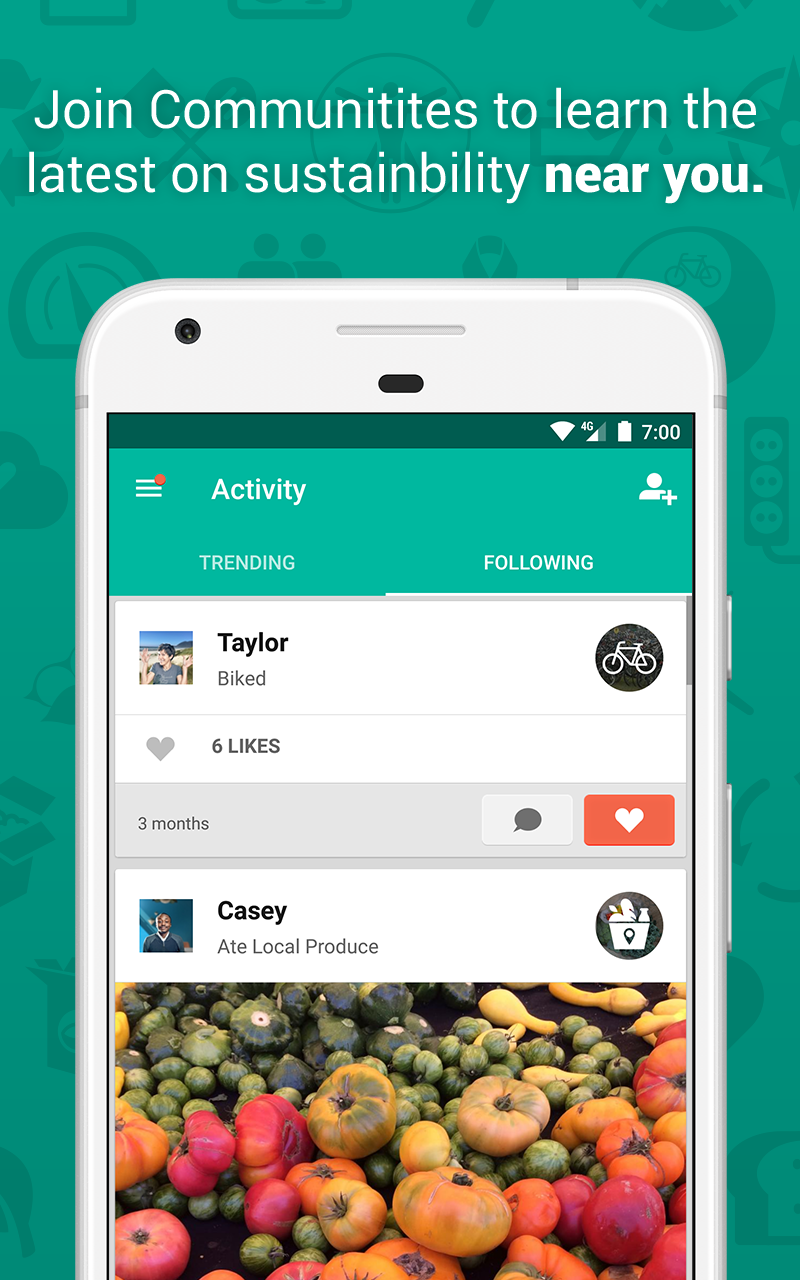 Join Communitites to learn the
latest on sustainbility near you.
4G 7:00
Activity
TRENDING FOLLOWING
Taylor
Biked
6 LIKES
3 months
Casey
Ate Local Produce